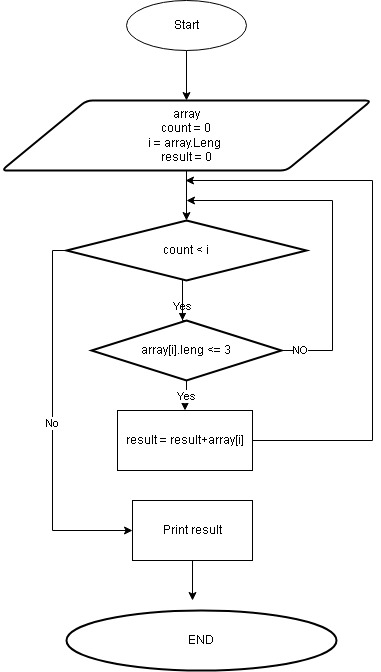 Start
array
count = 0
i = array.Leng
result = 0
count < i
Yes
array[i].leng <= 3
NO
Yes
result = result+array[i]
No
Print result
END